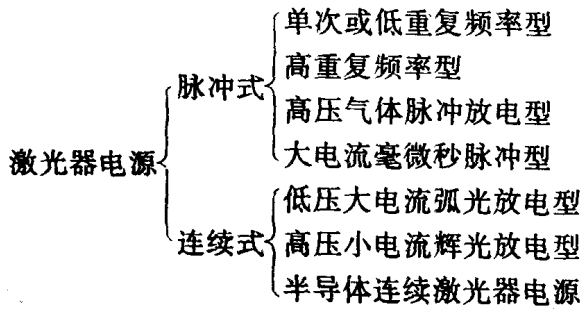 激光器电源
脉冲式
单次或低重复频率型
高重复频率型
高压气体脉冲放电型
大电流毫微秒脉冲型
连续式
低压大电流弧光放电型
高压小电流辉光放电型
半导体连续激光器电源